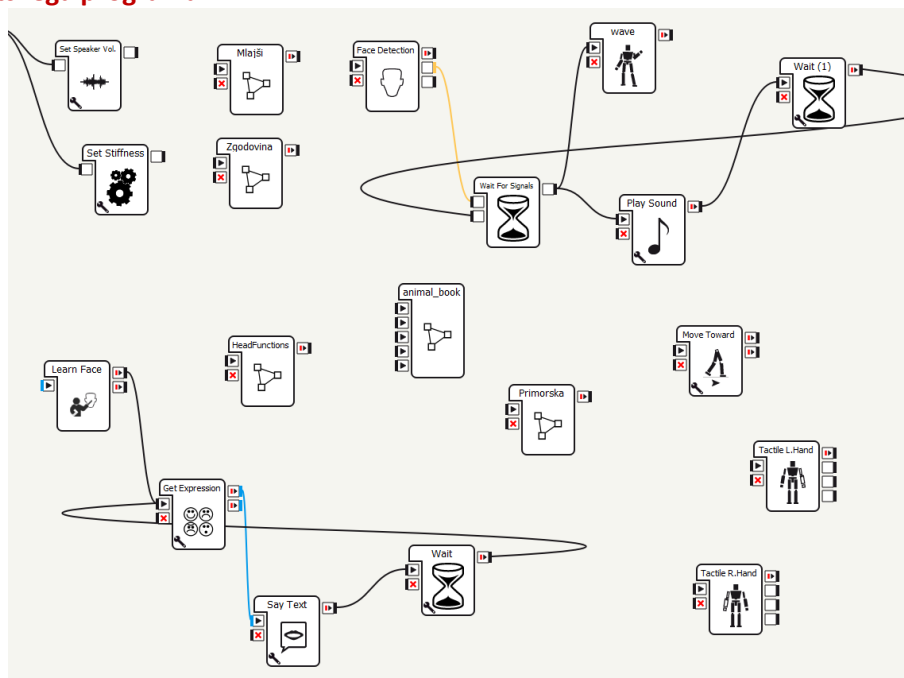 Set Speaker Vol.
Mlajši
Face Detection
wave
Wait (1)
Set Stiffness
Zgodovina
Wait For Signals
Play Sound
animal_book
HeadFunctions
Move Toward
Learn Face
Primorska
Tactile L.Hand
Get Expression
Wait
Tactile R.Hand
Say Text